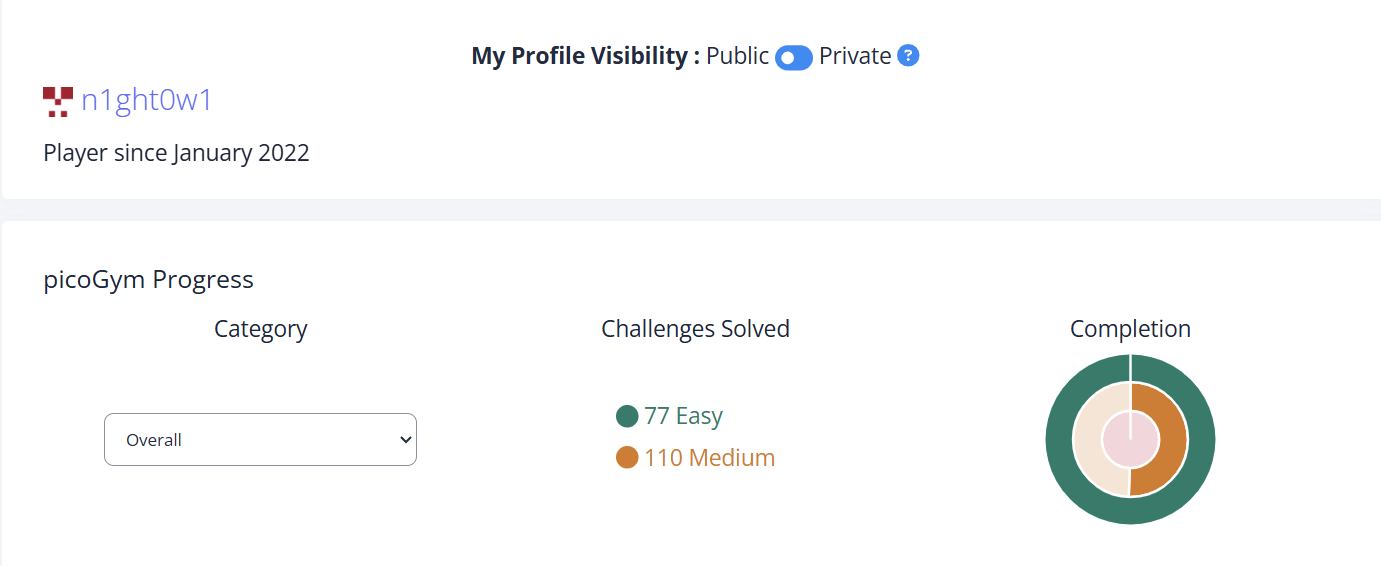 My Profile Visibility : Public Private ?
n1ght0w1
Player since January 2022
picoGym Progress
Category
Challenges Solved
Completion
Overall
77 Easy
110 Medium